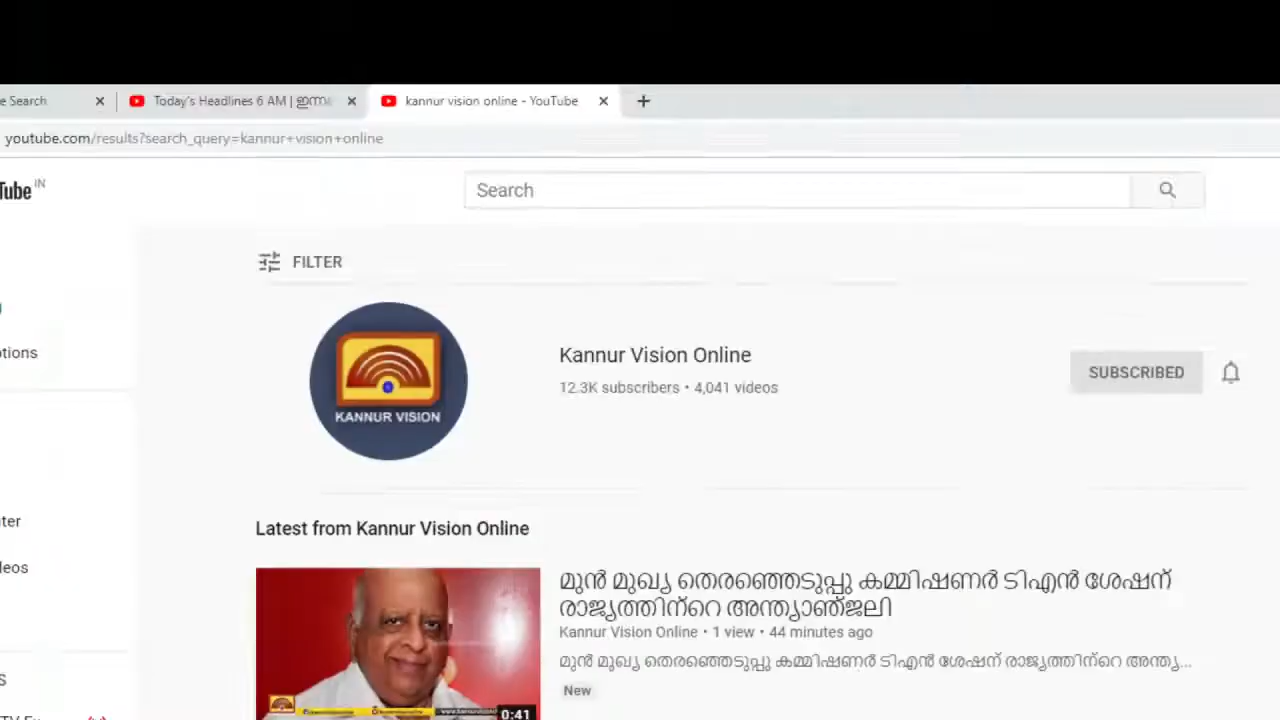 e Search
Today's Headlines 6 AM |
kannur vision online - YouTube
youtube.com/results?search_query=kannur+vision+online
Tube IN
Search
FILTER
otions
KANNUR VISION
Kannur Vision Online
12.3K subscribers • 4,041 videos
SUBSCRIBED
Latest from Kannur Vision Online
മുൻ മുഖ്യ തെരഞ്ഞെടുപ്പു കമ്മിഷണർ ടിഎൻ ശേഷന്
രാജ്യത്തിന്റെ അന്ത്യാഞ്ജലി
Kannur Vision Online • 1 view • 44 minutes ago
മുൻ മുഖ്യ തെരഞ്ഞെടുപ്പു കമ്മിഷണർ ടിഎൻ ശേഷന് രാജ്യത്തിന്റെ അന്ത്യ...
New
0:41
ter
eos
S